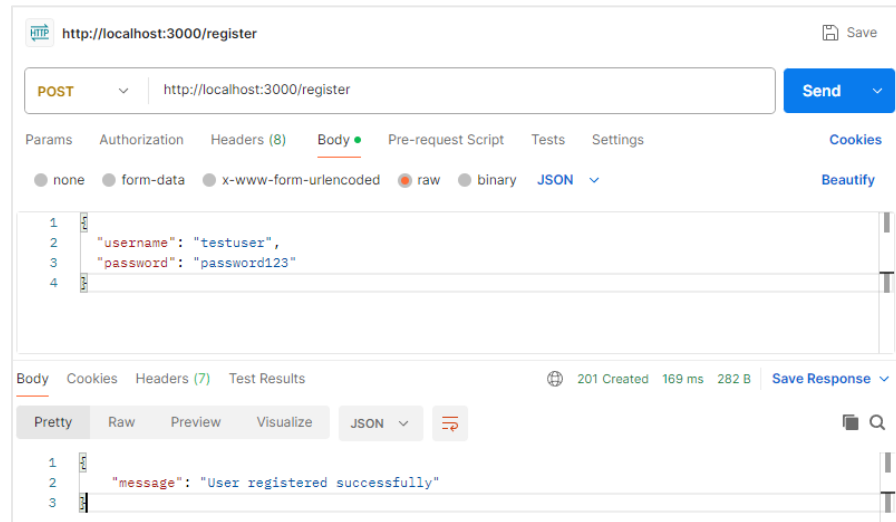 HTTP http://localhost:3000/register Save
POST http://localhost:3000/register Send
Params Authorization Headers (8) Body Pre-request Script Tests Settings Cookies
none form-data x-www-form-urlencoded raw binary JSON Beautify
1 {
2 "username": "testuser",
3 "password": "password123"
4 }
Body Cookies Headers (7) Test Results 201 Created 169 ms 282 B Save Response
Pretty Raw Preview Visualize JSON
1 {
2 "message": "User registered successfully"
3 }